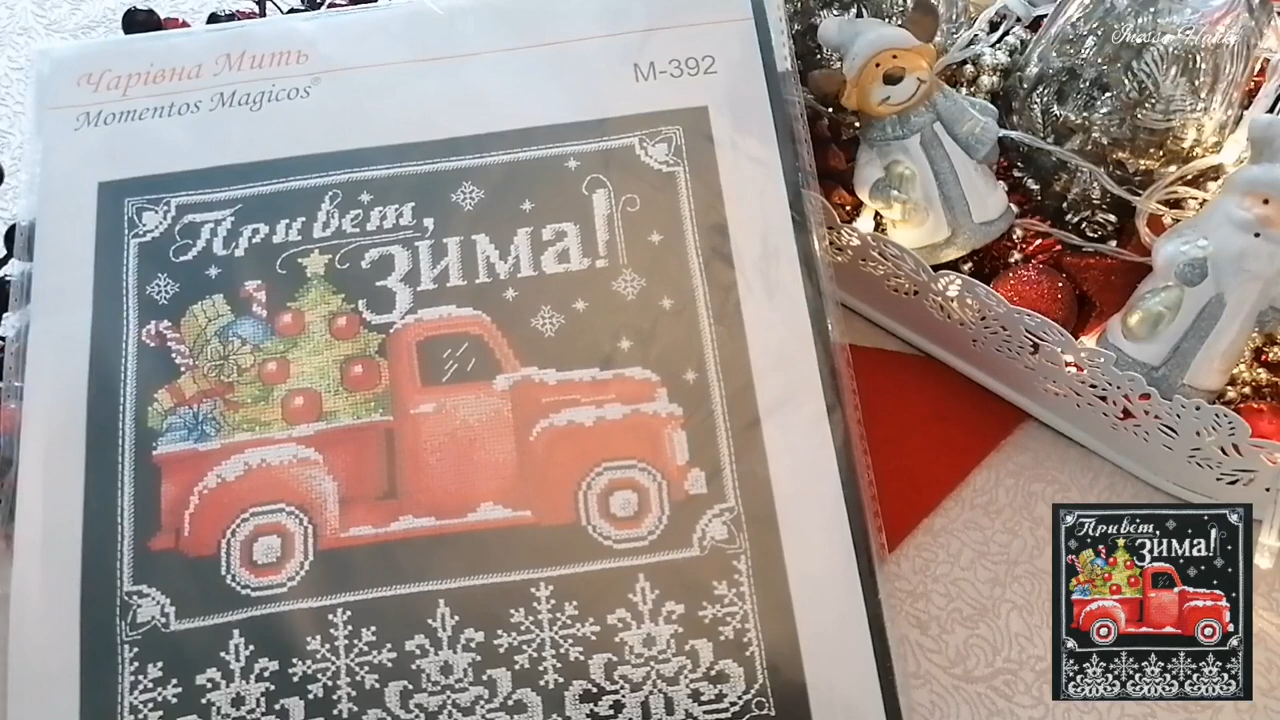 Чарівна Мить
Momentos Magicos®
M-392
Привет,
Зима!
Привет,
Зима!